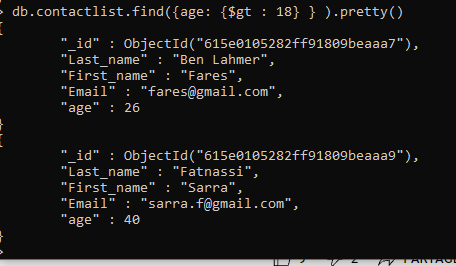 > db.contactlist.find({age: {$gt : 18} } ).pretty()
{
"_id" : ObjectId("615e0105282ff91809beaaa7"),
"Last_name" : "Ben Lahmer",
"First_name" : "Fares",
"Email" : "fares@gmail.com",
"age" : 26
}
{
"_id" : ObjectId("615e0105282ff91809beaaa9"),
"Last_name" : "Fatnassi",
"First_name" : "Sarra",
"Email" : "sarra.f@gmail.com",
"age" : 40
}
>